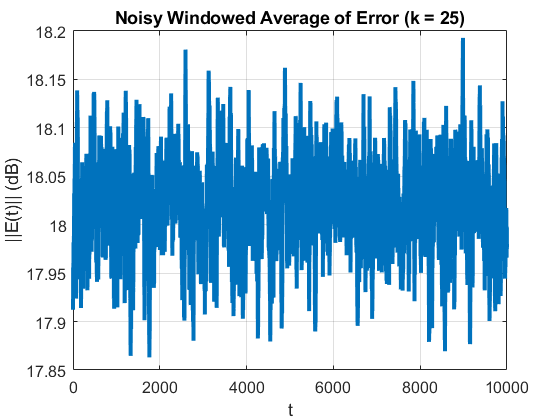 Noisy Windowed Average of Error (k = 25)
||E(t)|| (dB)
18.2
18.15
18.1
18.05
18
17.95
17.9
17.85
0 2000 4000 6000 8000 10000
t